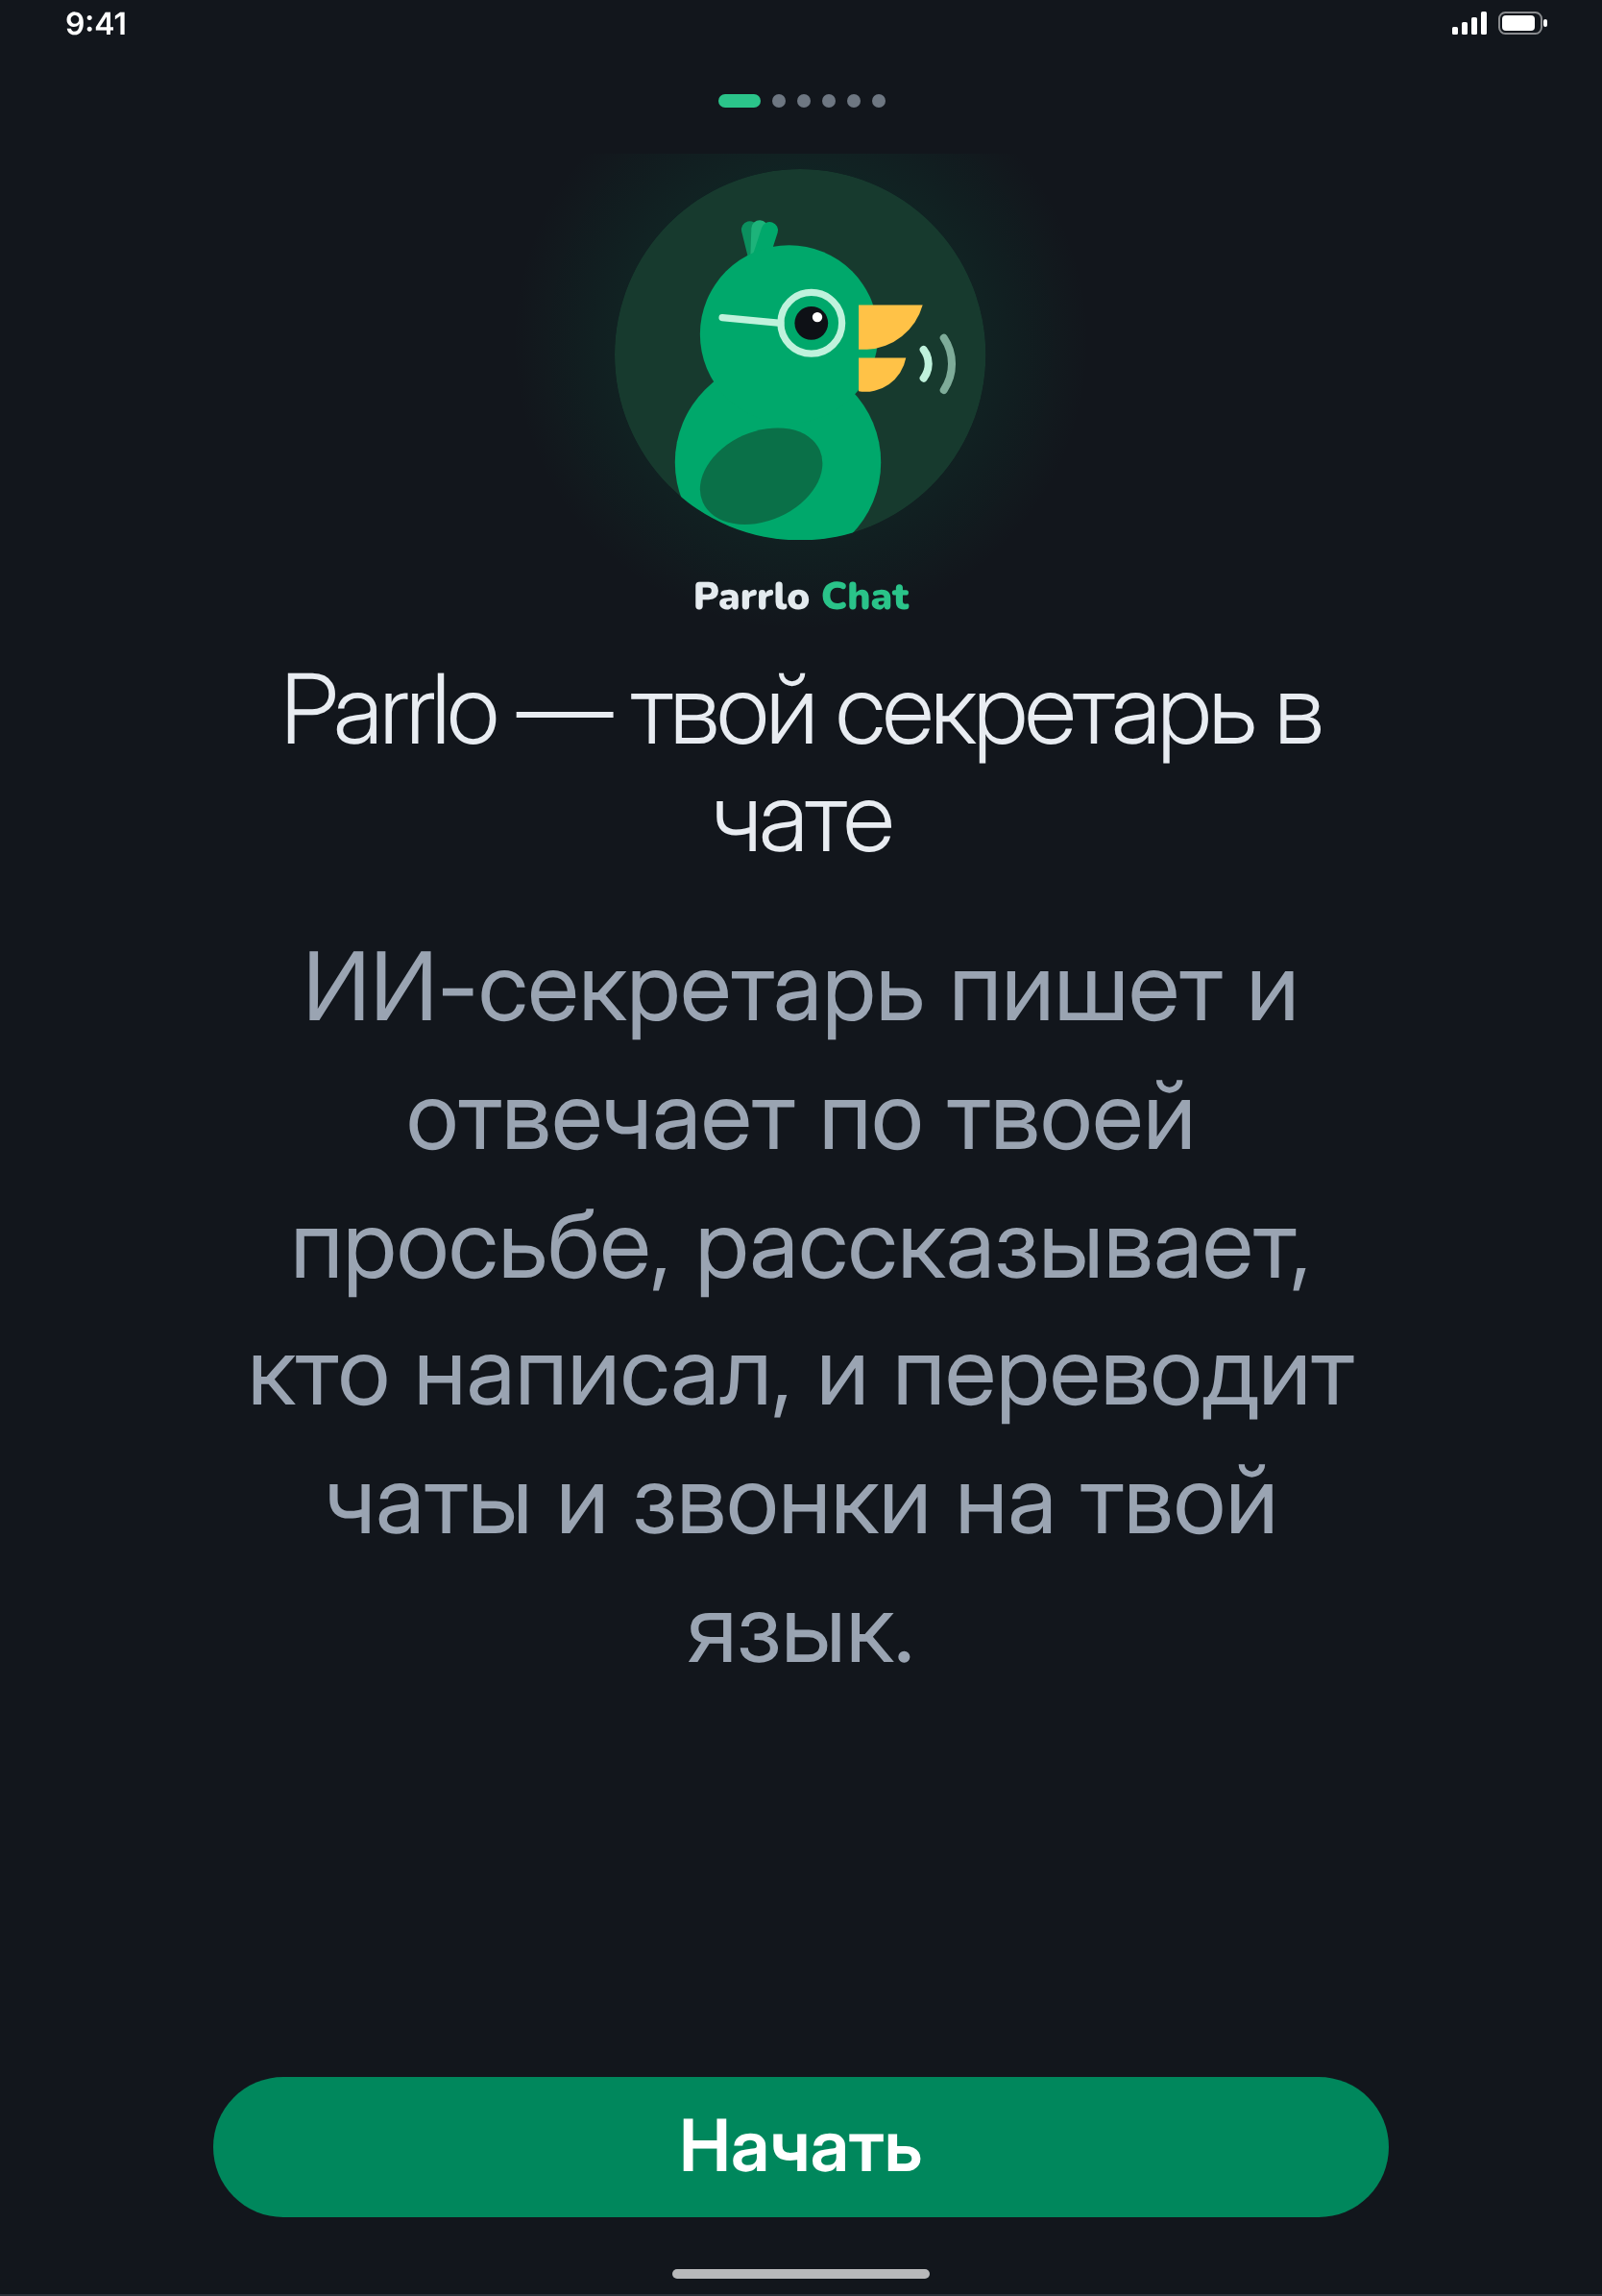 9:41
Parrlo Chat
Parrlo — твой секретарь в
чате
ИИ-секретарь пишет и
отвечает по твоей
просьбе, рассказывает,
кто написал, и переводит
чаты и звонки на твой
язык.
Начать